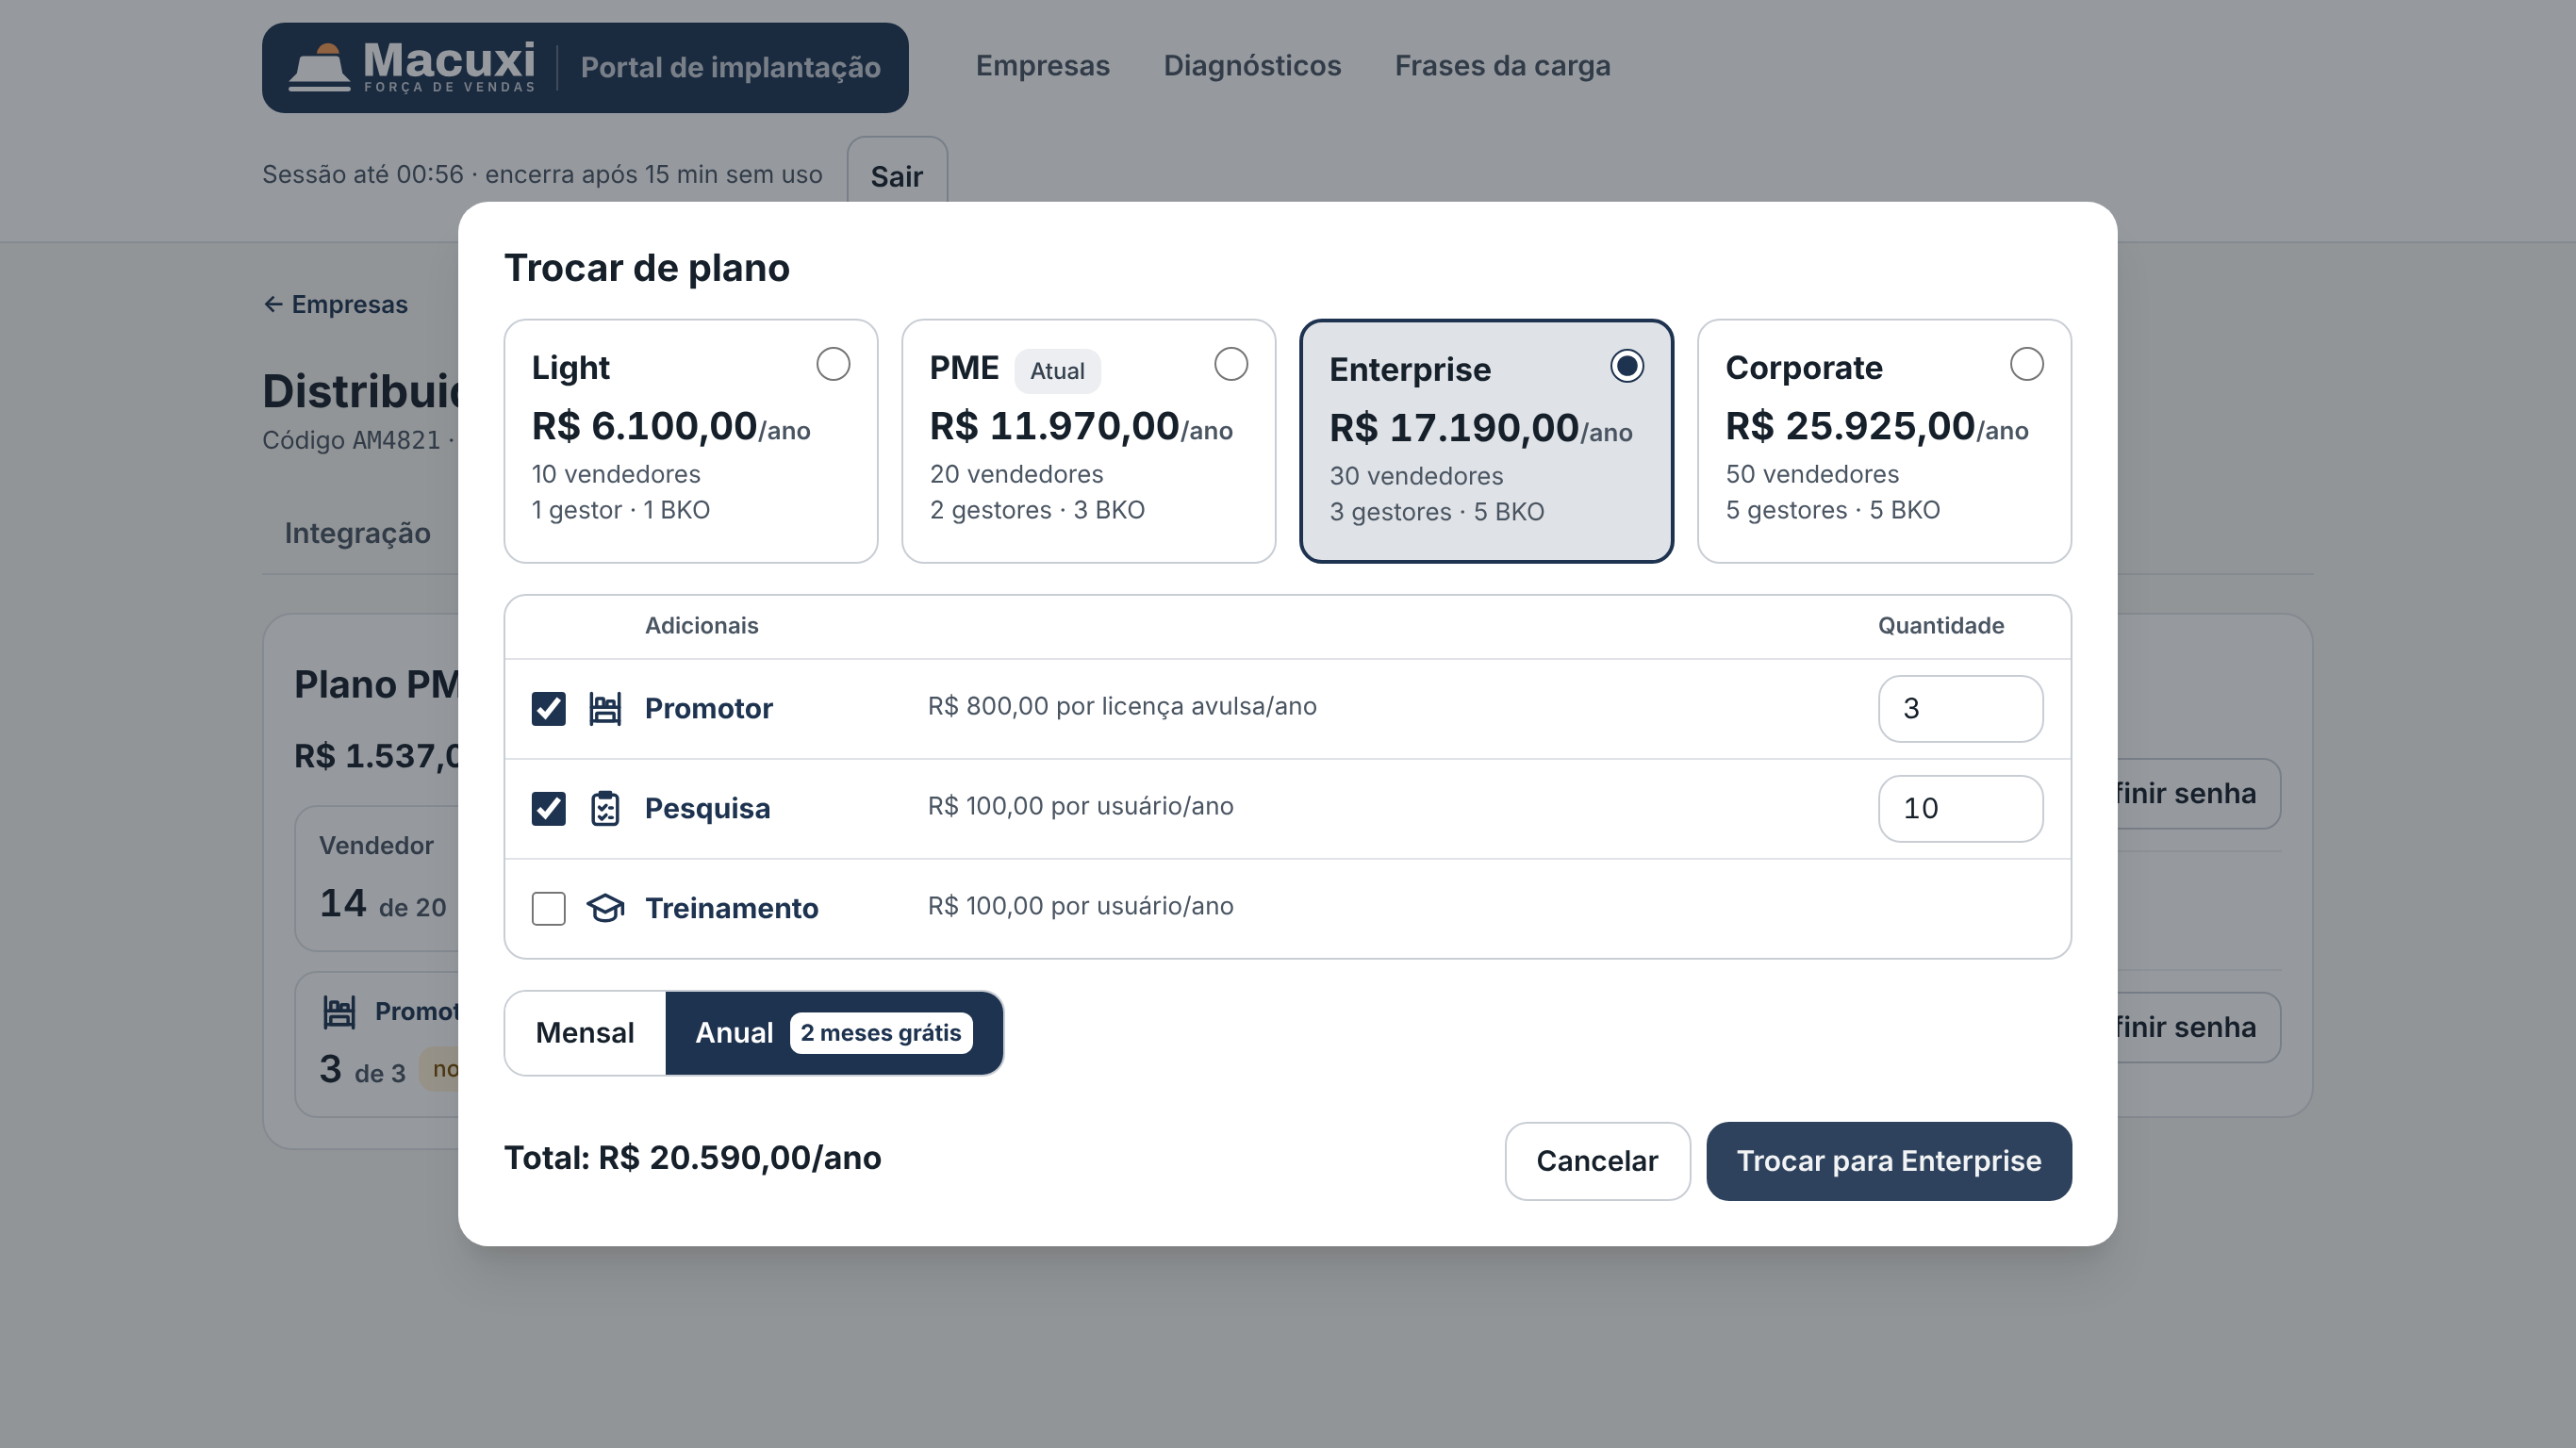 Macuxi
FORÇA DE VENDAS
Portal de implantação
Empresas
Diagnósticos
Frases da carga
Sessão até 00:56 · encerra após 15 min sem uso
Sair
← Empresas
Código AM4821 ·
Integração
Plano
R$ 1.537,0
Vendedor
14 de 20
3 de 3
senha
senha
Trocar de plano
Light
R$ 6.100,00/ano
10 vendedores
1 gestor · 1 BKO
PME
Atual
R$ 11.970,00/ano
20 vendedores
2 gestores · 3 BKO
Enterprise
R$ 17.190,00/ano
30 vendedores
3 gestores · 5 BKO
Corporate
R$ 25.925,00/ano
50 vendedores
5 gestores · 5 BKO
Adicionais
Quantidade
Promotor
R$ 800,00 por licença avulsa/ano
3
Pesquisa
R$ 100,00 por usuário/ano
10
Treinamento
R$ 100,00 por usuário/ano
Mensal
Anual
2 meses grátis
Total: R$ 20.590,00/ano
Cancelar
Trocar para Enterprise